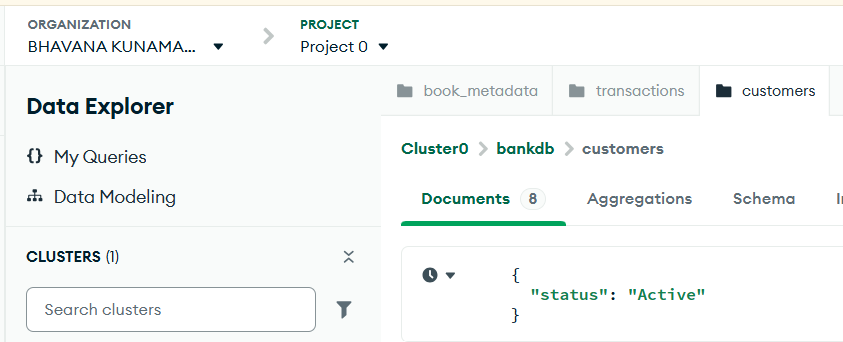 ORGANIZATION
BHAVANA KUNAMA...
PROJECT
Project 0
Data Explorer
{} My Queries
Data Modeling
CLUSTERS (1)
Search clusters
book_metadata
transactions
customers
Cluster0 > bankdb > customers
Documents 8
Aggregations
Schema
{
"status": "Active"
}